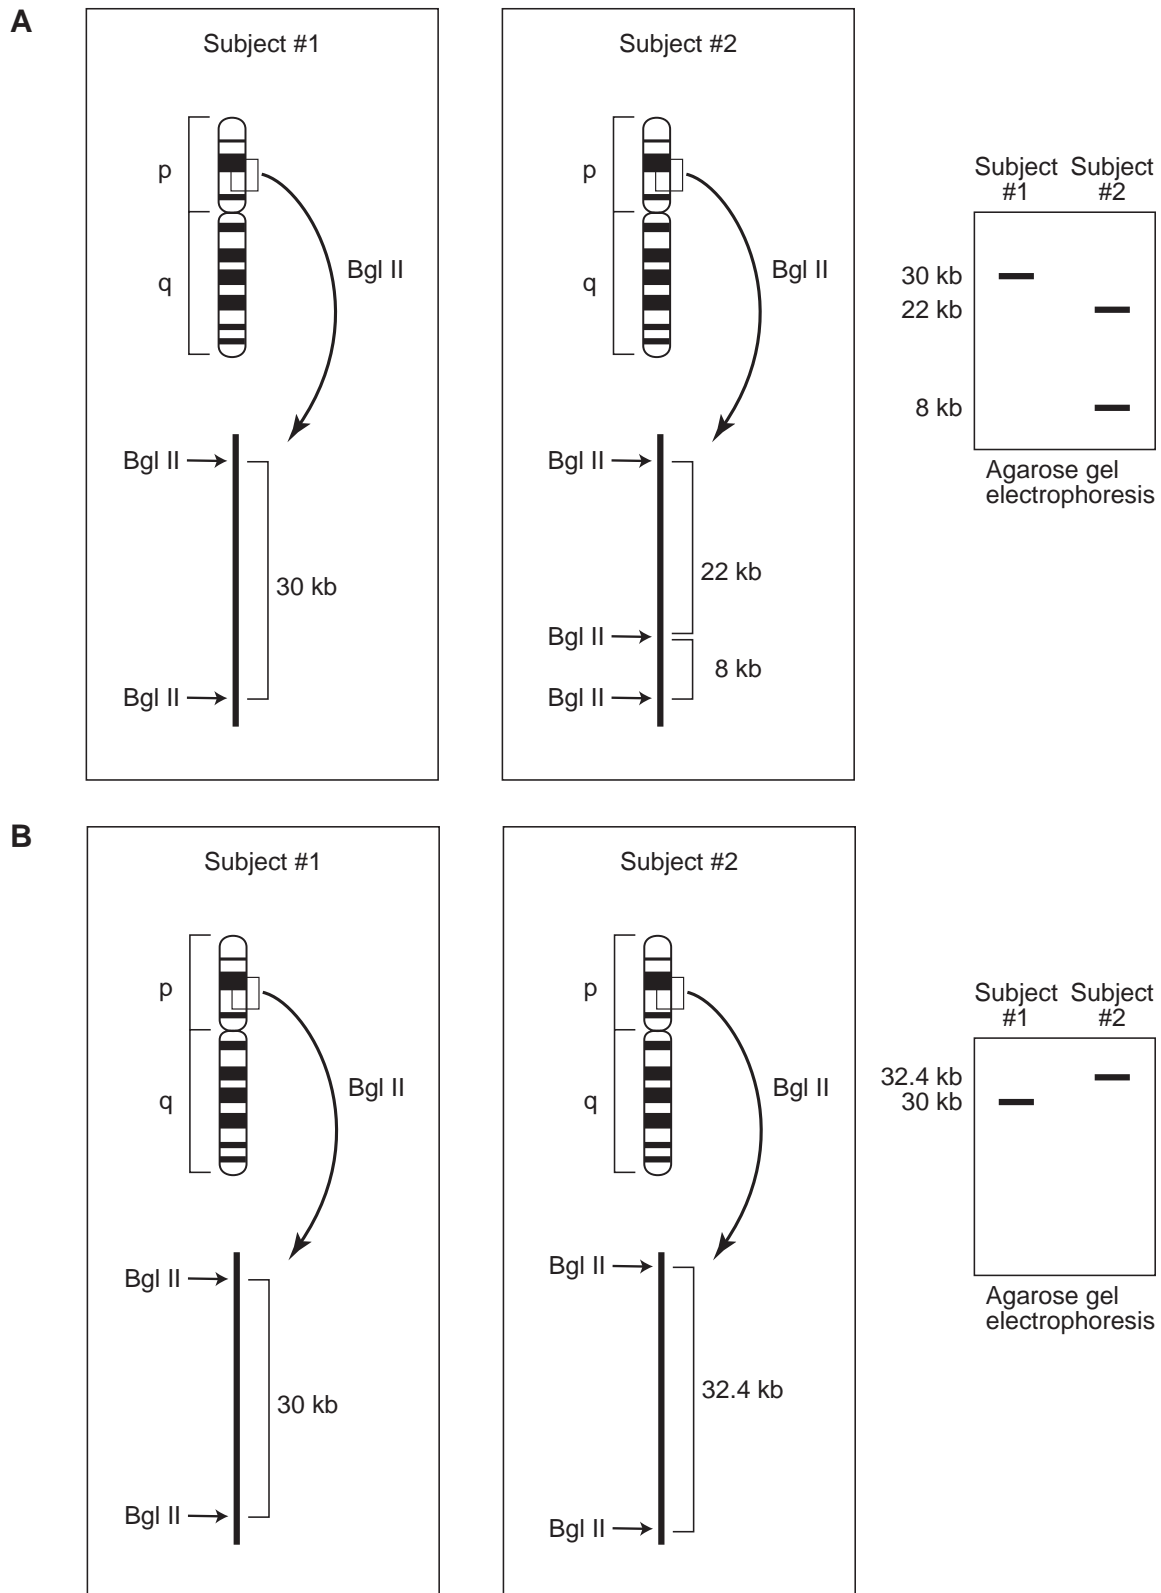 A
Subject #1
p
q
Bgl II
Bgl II
30 kb
Bgl II
Subject #2
p
q
Bgl II
Bgl II
22 kb
Bgl II
8 kb
Bgl II
Subject Subject
#1 #2
30 kb
22 kb
8 kb
Agarose gel
electrophoresis
B
Subject #1
p
q
Bgl II
Bgl II
30 kb
Bgl II
Subject #2
p
q
Bgl II
Bgl II
32.4 kb
Bgl II
Subject Subject
#1 #2
32.4 kb
30 kb
Agarose gel
electrophoresis